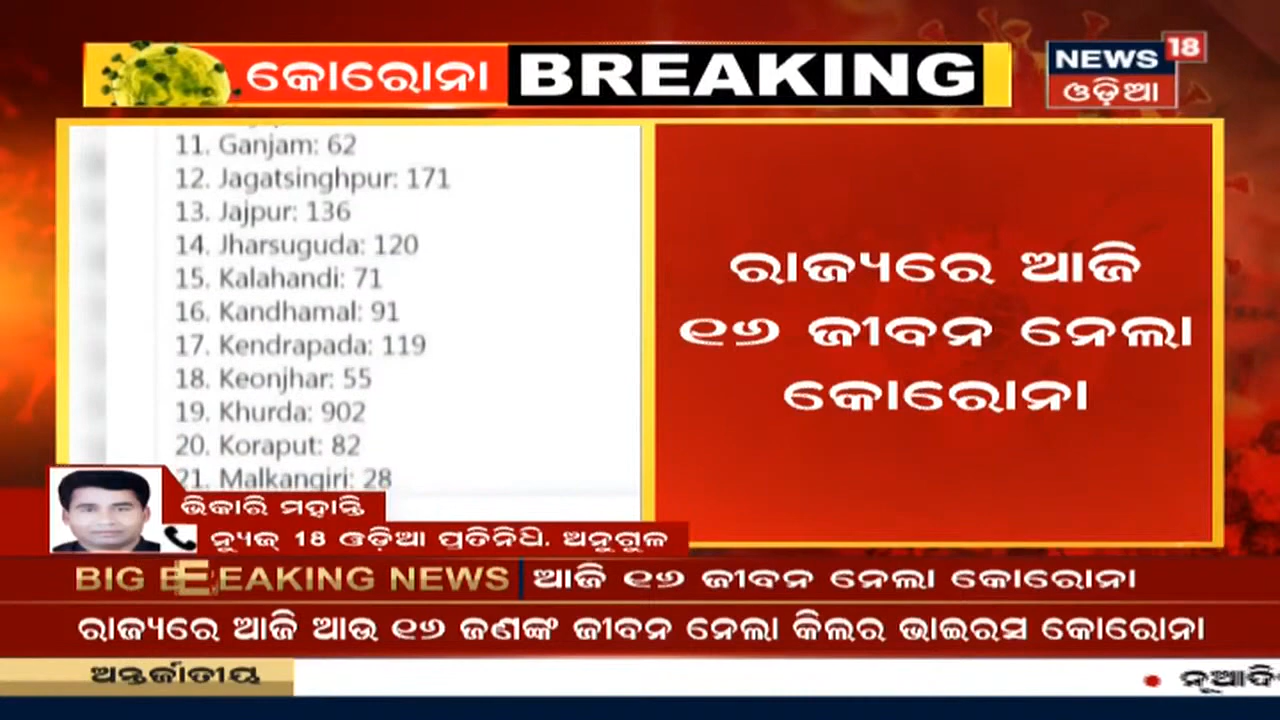 କୋରୋନା BREAKING
NEWS 18
ଓଡ଼ିଆ
11. Ganjam: 62
12. Jagatsinghpur: 171
13. Jajpur: 136
14. Jharsuguda: 120
15. Kalahandi: 71
16. Kandhamal: 91
17. Kendrapada: 119
18. Keonjhar: 55
19. Khurda: 902
20. Koraput: 82
21. Malkangiri: 28
ରାଜ୍ୟରେ ଆଜି
୧୬ ଜୀବନ ନେଲା
କୋରୋନା
ଭିକାରି ମହାନ୍ତି
ନ୍ୟୁଜ୍ 18 ଓଡ଼ିଆ ପ୍ରତିନିଧି. ଅନୁଗୁଳ
BIG BREAKING NEWS ଆଜି ୧୬ ଜୀବନ ନେଲା କୋରୋନା
ରାଜ୍ୟରେ ଆଜି ଆଉ ୧୬ ଜଣଙ୍କ ଜୀବନ ନେଲା କିଲର ଭାଇରସ କୋରୋନା
ଅନ୍ତର୍ଜାତୀୟ